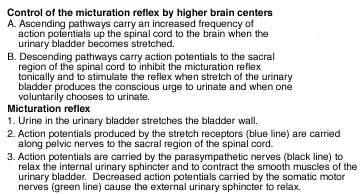 Control of the micturation reflex by higher brain centers
A. Ascending pathways carry an increased frequency of
action potentials up the spinal cord to the brain when the
urinary bladder becomes stretched.
B. Descending pathways carry action potentials to the sacral
region of the spinal cord to inhibit the micturition reflex
tonically and to stimulate the reflex when stretch of the urinary
bladder produces the conscious urge to urinate and when one
voluntarily chooses to urinate.
Micturition reflex
1. Urine in the urinary bladder stretches the bladder wall.
2. Action potentials produced by the stretch receptors (blue line) are carried
along pelvic nerves to the sacral region of the spinal cord.
3. Action potentials are carried by the parasympathetic nerves (black line) to
relax the internal urinary sphincter and to contract the smooth muscles of the
urinary bladder. Decreased action potentials carried by the somatic motor
nerves (green line) cause the external urinary sphincter to relax.